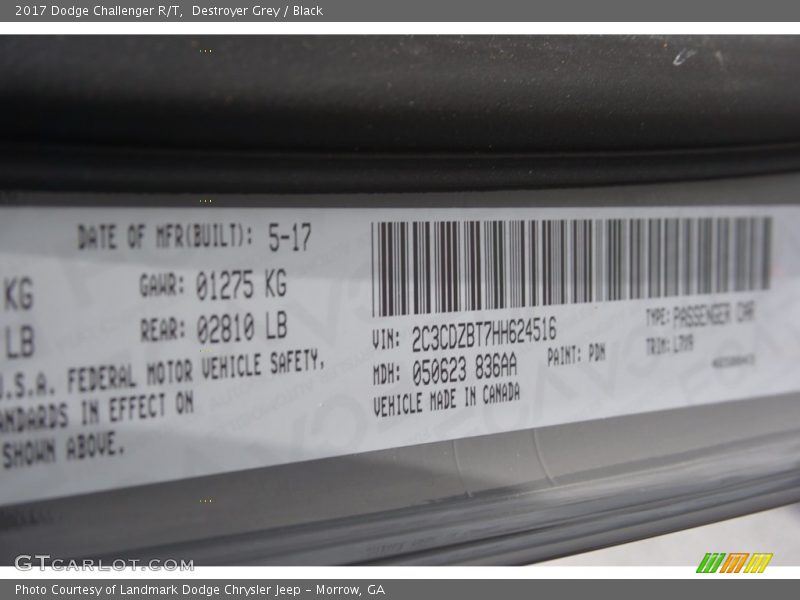 2017 Dodge Challenger R/T, Destroyer Grey / Black
DATE OF MFR(BUILT): 5-17
KG GAWR: 01275 KG
LB REAR: 02810 LB
U.S.A. FEDERAL MOTOR VEHICLE SAFETY,
ANDARDS IN EFFECT ON
SHOWN ABOVE.
VIN: 2C3CDZBT7HH624516 TYPE: PASSENGER CAR
MDH: 050623 836AA PAINT: PDN TRIM:
VEHICLE MADE IN CANADA
GTCARLOT.COM
Photo Courtesy of Landmark Dodge Chrysler Jeep – Morrow, GA